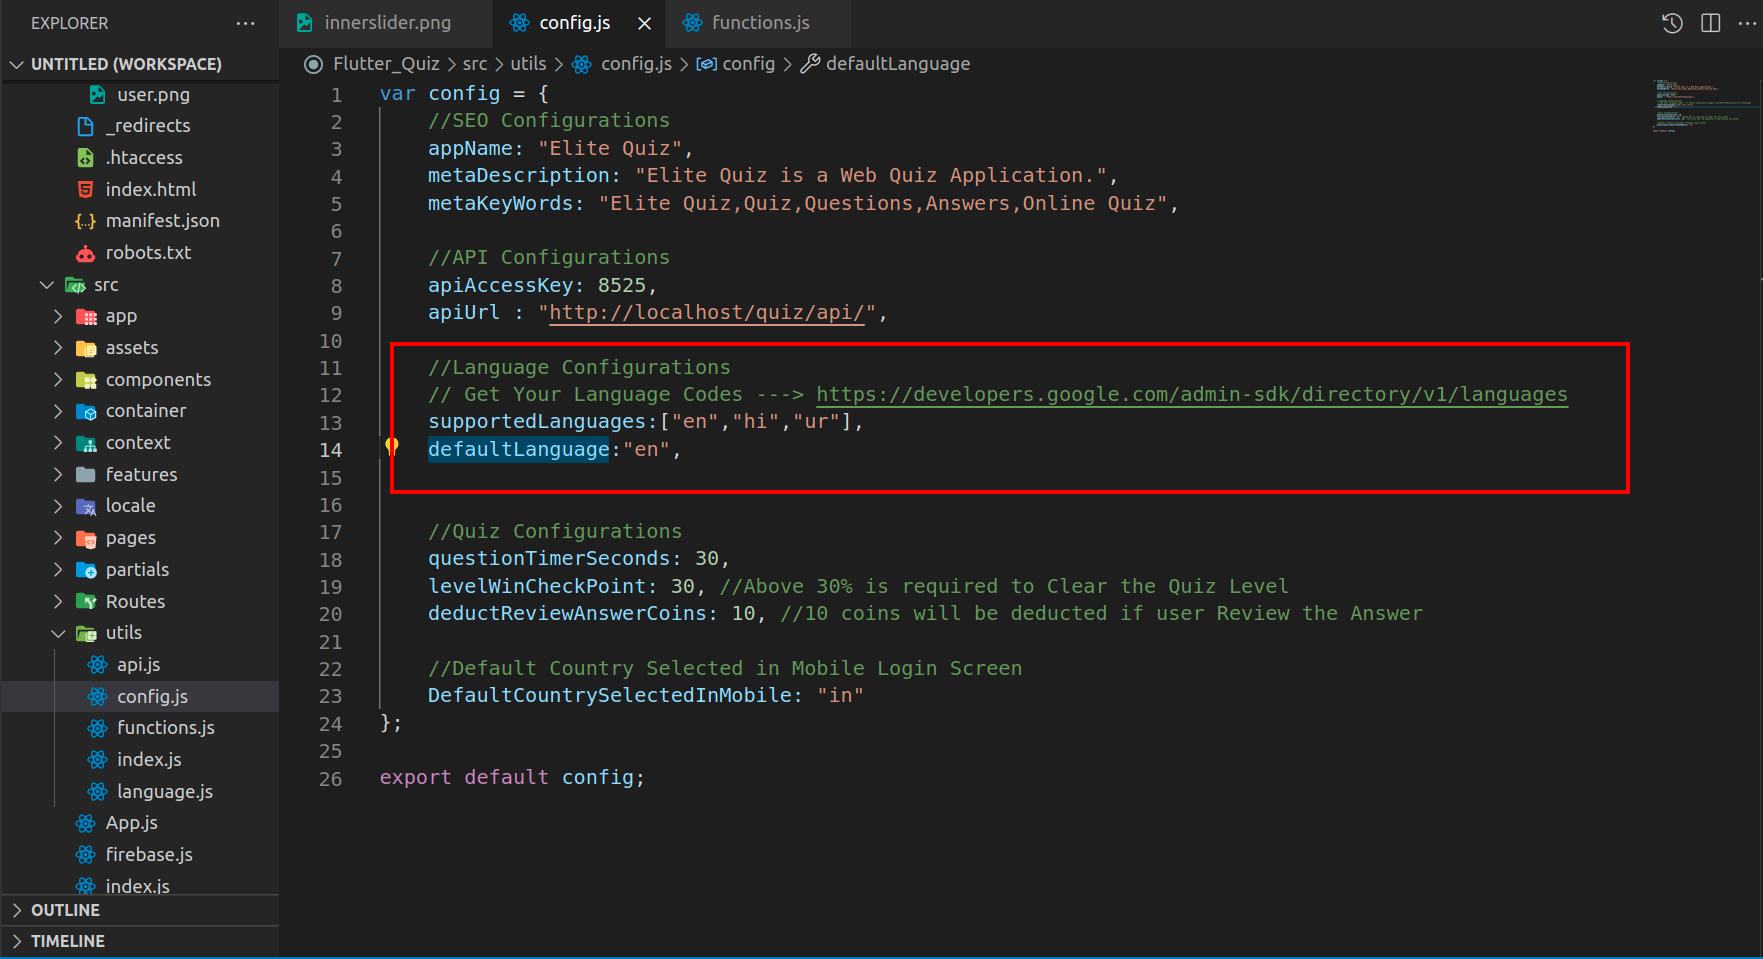 EXPLORER
UNTITLED (WORKSPACE)
user.png
_redirects
.htaccess
index.html
manifest.json
robots.txt
src
app
assets
components
container
context
features
locale
pages
partials
Routes
utils
api.js
config.js
functions.js
index.js
language.js
App.js
firebase.js
index.js
OUTLINE
TIMELINE
innerslider.png
config.js
functions.js
Flutter_Quiz > src > utils > config.js > config > defaultLanguage
1 var config = {
2 //SEO Configurations
3 appName: "Elite Quiz",
4 metaDescription: "Elite Quiz is a Web Quiz Application.",
5 metaKeyWords: "Elite Quiz,Quiz,Questions,Answers,Online Quiz",
6
7 //API Configurations
8 apiAccessKey: 8525,
9 apiUrl : "http://localhost/quiz/api/",
10
11 //Language Configurations
12 // Get Your Language Codes ---> https://developers.google.com/admin-sdk/directory/v1/languages
13 supportedLanguages:["en","hi","ur"],
14 defaultLanguage:"en",
15
16
17 //Quiz Configurations
18 questionTimerSeconds: 30,
19 levelWinCheckPoint: 30, //Above 30% is required to Clear the Quiz Level
20 deductReviewAnswerCoins: 10, //10 coins will be deducted if user Review the Answer
21
22 //Default Country Selected in Mobile Login Screen
23 DefaultCountrySelectedInMobile: "in"
24 };
25
26 export default config;